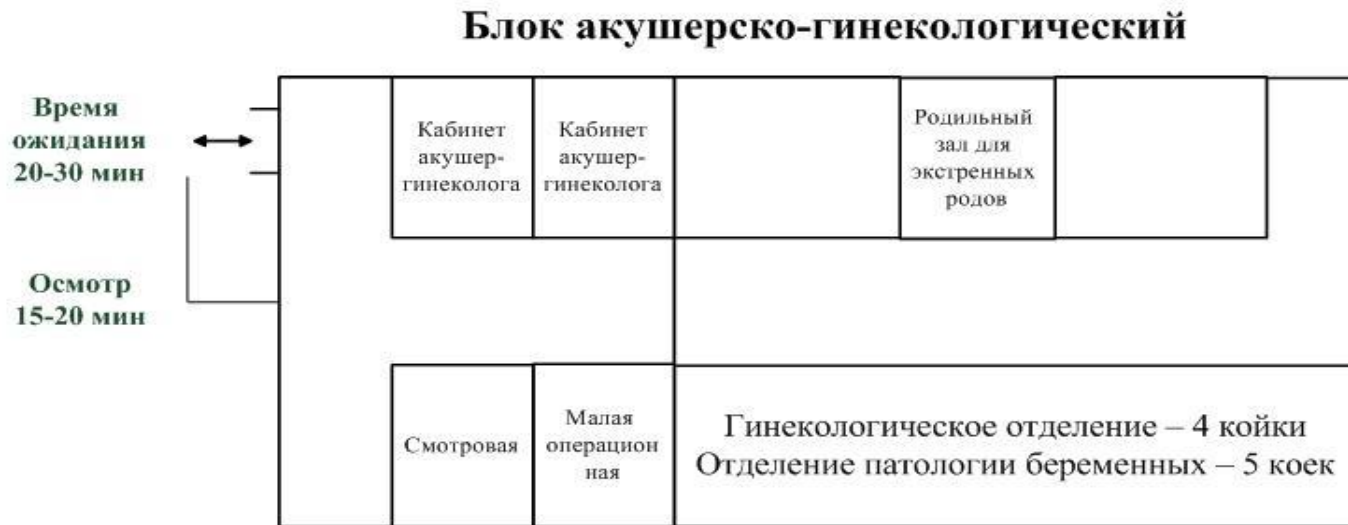 Блок акушерско-гинекологический
Время
ожидания
20-30 мин
Осмотр
15-20 мин
Кабинет
акушер-
гинеколога
Кабинет
акушер-
гинеколога
Родильный
зал для
экстренных
родов
Смотровая
Малая
операцион
ная
Гинекологическое отделение – 4 койки
Отделение патологии беременных – 5 коек